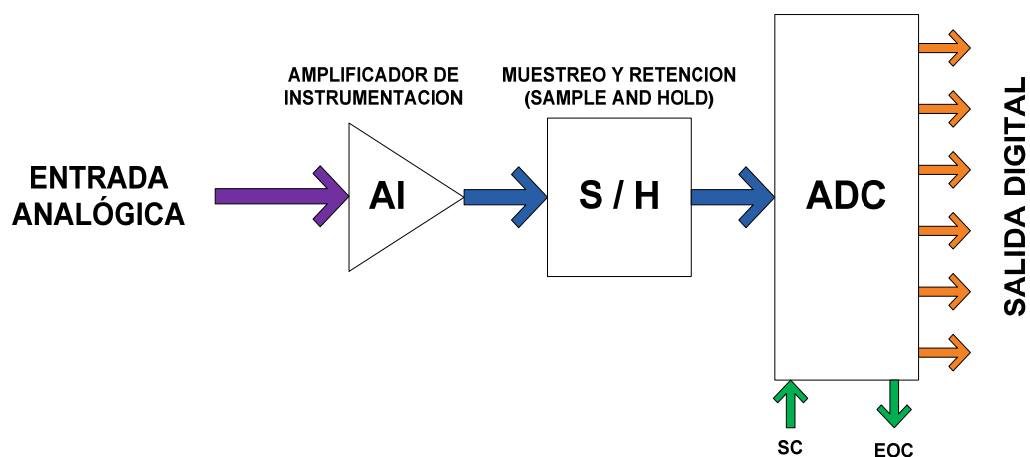 ENTRADA
ANALÓGICA
AMPLIFICADOR DE
INSTRUMENTACION
AI
MUESTREO Y RETENCION
(SAMPLE AND HOLD)
S / H
ADC
SC
EOC
SALIDA DIGITAL